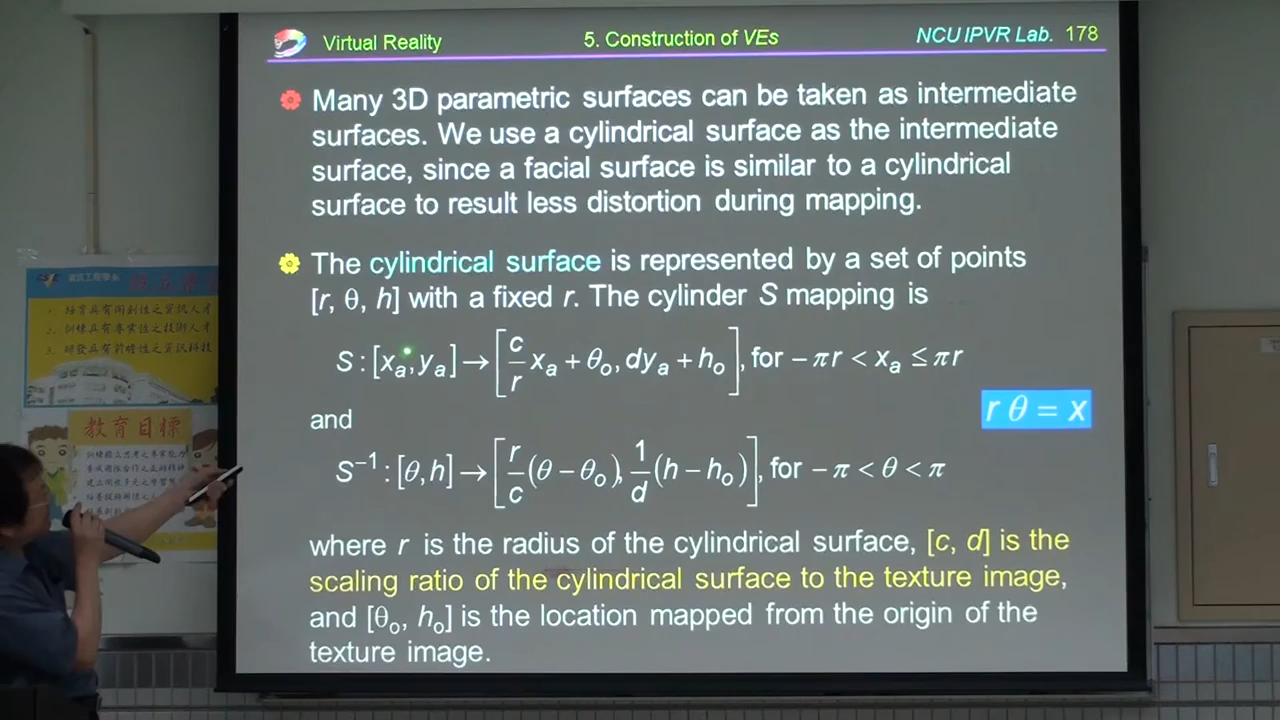 Virtual Reality 5. Construction of VEs NCU IPVR Lab. 178
Many 3D parametric surfaces can be taken as intermediate
surfaces. We use a cylindrical surface as the intermediate
surface, since a facial surface is similar to a cylindrical
surface to result less distortion during mapping.
The cylindrical surface is represented by a set of points
[r, θ, h] with a fixed r. The cylinder S mapping is
S : [xₐ, yₐ] → [c/r xₐ + θₒ, dyₐ + hₒ], for −πr < xₐ ≤ πr
and
r θ = x
S⁻¹ : [θ, h] → [r/c (θ − θₒ), 1/d (h − hₒ)], for −π < θ < π
where r is the radius of the cylindrical surface, [c, d] is the
scaling ratio of the cylindrical surface to the texture image,
and [θₒ, hₒ] is the location mapped from the origin of the
texture image.
教育目標